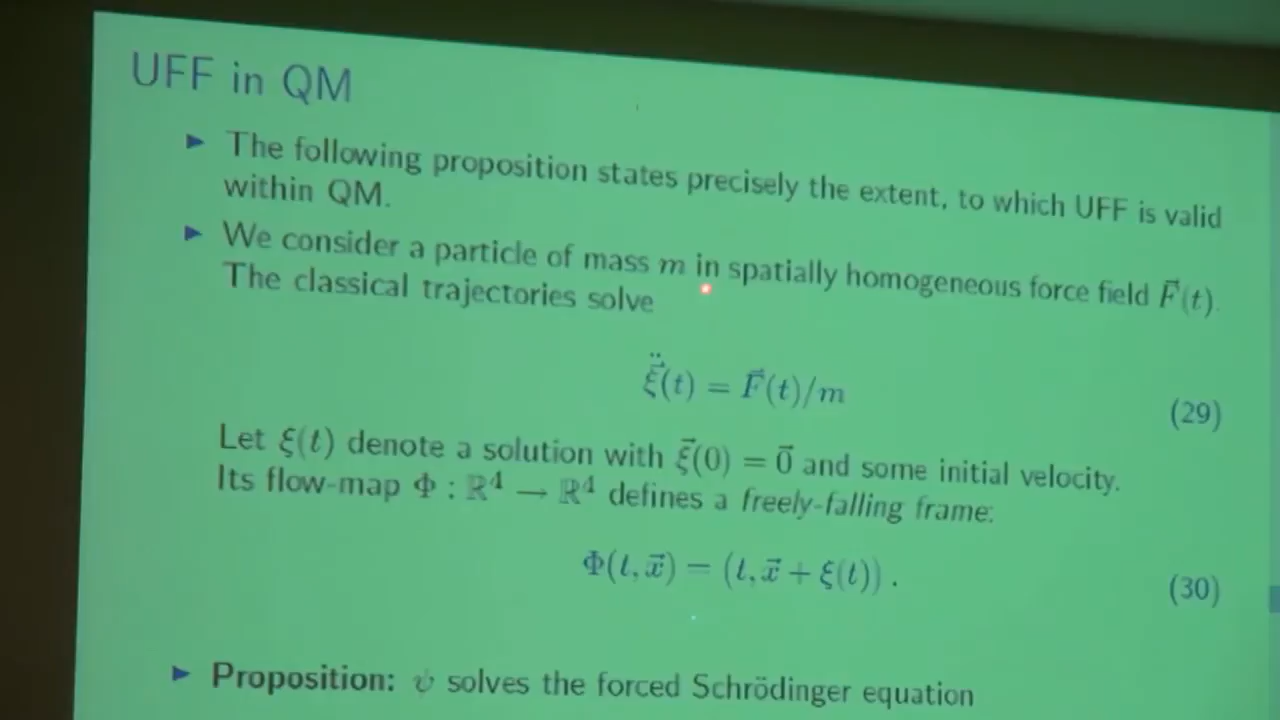 UFF in QM
► The following proposition states precisely the extent, to which UFF is valid
within QM.
► We consider a particle of mass m in spatially homogeneous force field F⃗(t).
The classical trajectories solve
ξ⃗̈(t) = F⃗(t)/m
(29)
Let ξ(t) denote a solution with ξ⃗(0) = 0⃗ and some initial velocity.
Its flow-map Φ : ℝ⁴ → ℝ⁴ defines a freely-falling frame:
Φ(t, x⃗) = (t, x⃗ + ξ(t)) .
(30)
► Proposition: ψ solves the forced Schrödinger equation